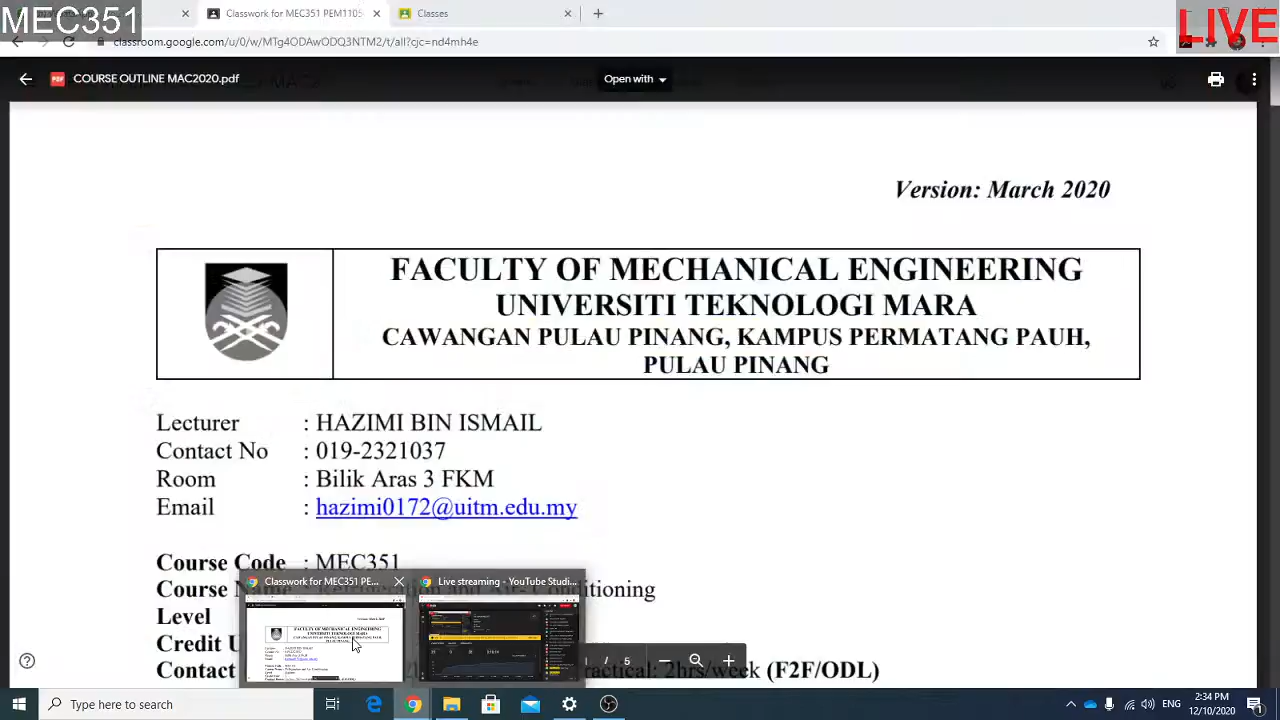 MEC351
Classwork for MEC351 PEM1105
Classes
LIVE
classroom.google.com/u/0/w/MTg4ODAwODQ3NTM2/t/all?cjc=nd4mh4e
COURSE OUTLINE MAC2020.pdf
Open with
Version: March 2020
FACULTY OF MECHANICAL ENGINEERING
UNIVERSITI TEKNOLOGI MARA
CAWANGAN PULAU PINANG, KAMPUS PERMATANG PAUH,
PULAU PINANG
Lecturer : HAZIMI BIN ISMAIL
Contact No : 019-2321037
Room : Bilik Aras 3 FKM
Email : hazimi0172@uitm.edu.my
Course Code : MEC351
Classwork for MEC351 PE... Live streaming - YouTube Studi...
Course N itioning
Level
Credit U
/ 5
Contact ractical: 2hrs/week (F2F/ODL)
Type here to search
ENG
2:34 PM
12/10/2020